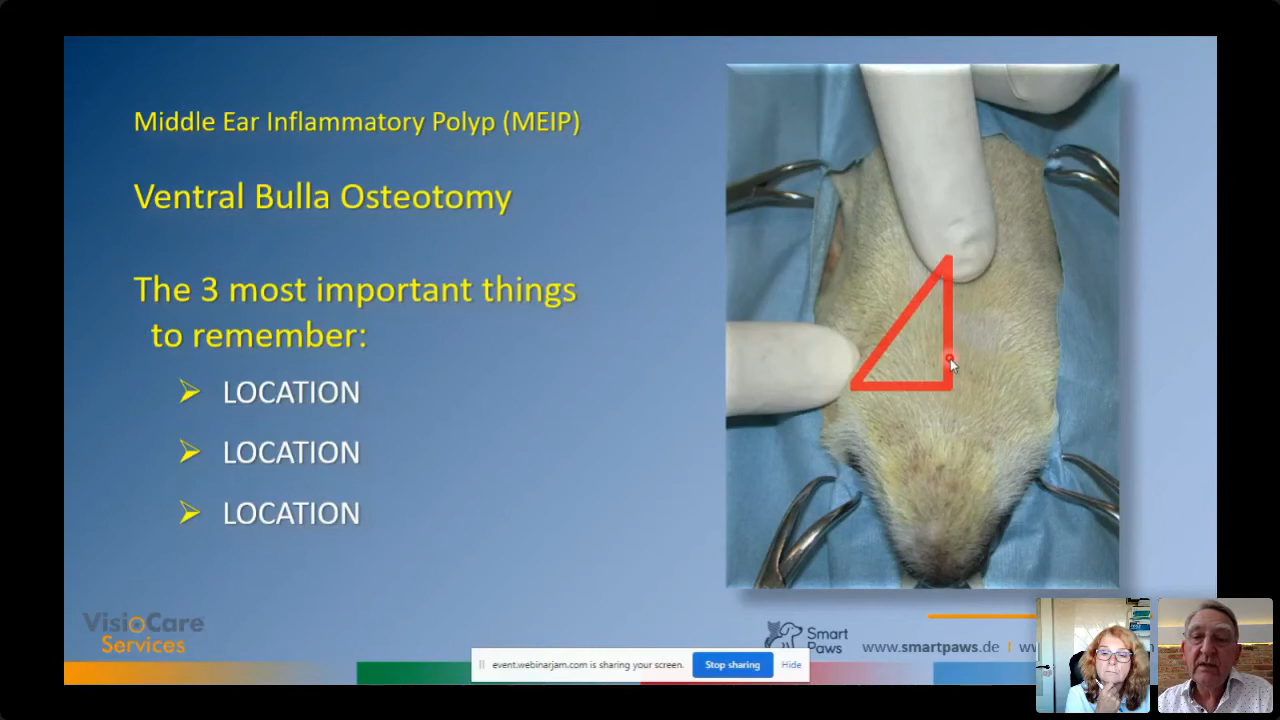 Middle Ear Inflammatory Polyp (MEIP)
Ventral Bulla Osteotomy
The 3 most important things
to remember:
LOCATION
LOCATION
LOCATION
VisioCare
Services
Smart
Paws
www.smartpaws.de
event.webinarjam.com is sharing your screen.
Stop sharing
Hide